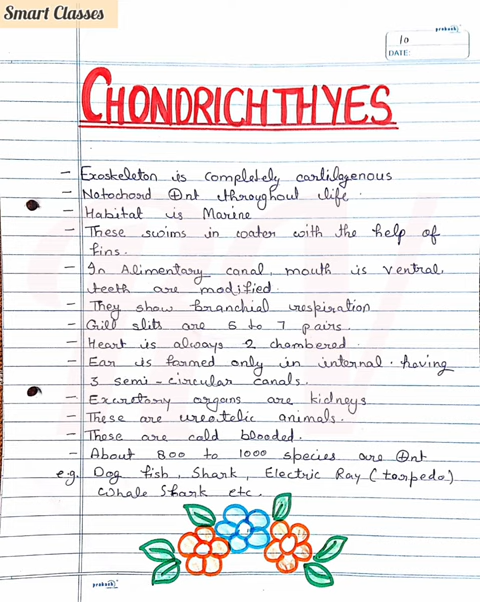 Smart Classes
prakash
10
DATE:
CHONDRICHTHYES
- Exoskeleton is completely cartilogenous
- Notochord ⊕nt throughout life.
- Habitat is Marine
- These swims in water with the help of
fins.
- In Alimentary canal, mouth is ventral,
teeth are modified.
- They show branchial respiration
- Gill slits are 5 to 7 pairs.
- Heart is always 2 chambered.
- Ear is formed only in internal. having
3 semi-circular canals.
- Excretory organs are kidneys
- These are ureotelic animals.
- These are cold blooded.
- About 800 to 1000 species are ⊕nt
e.g. Dog fish, Shark, Electric Ray (torpedo)
Whale Shark etc.
prakash